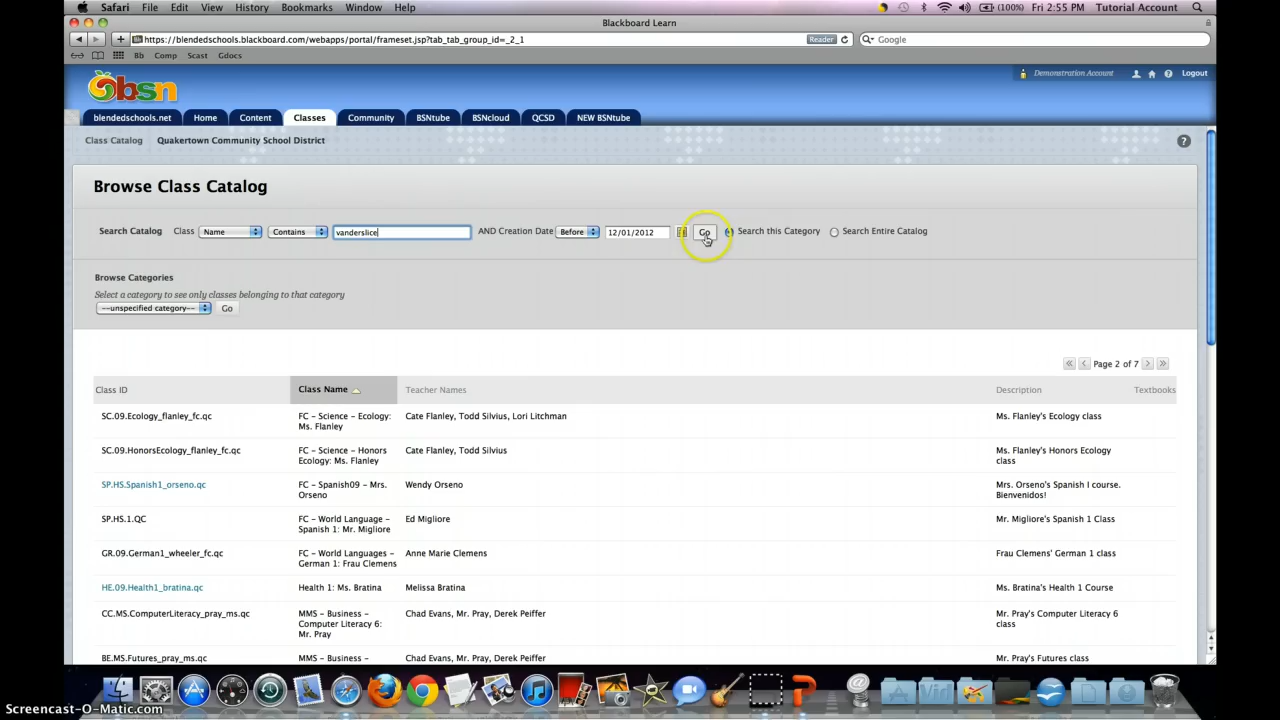 Safari File Edit View History Bookmarks Window Help (100%) Fri 2:55 PM Tutorial Account
Blackboard Learn
https://blendedschools.blackboard.com/webapps/portal/frameset.jsp?tab_tab_group_id=_2_1 Reader Google
Bb Comp Scast Gdocs
bsn Demonstration Account Logout
blendedschools.net Home Content Classes Community BSNtube BSNcloud QCSD NEW BSNtube
Class Catalog Quakertown Community School District ?
Browse Class Catalog
Search Catalog Class Name Contains vanderslice AND Creation Date Before 12/01/2012 Go Search this Category Search Entire Catalog
Browse Categories
Select a category to see only classes belonging to that category
--unspecified category-- Go
Page 2 of 7
Class ID Class Name Teacher Names Description Textbooks
SC.09.Ecology_flanley_fc.qc FC - Science - Ecology: Cate Flanley, Todd Silvius, Lori Litchman Ms. Flanley's Ecology class
Ms. Flanley
SC.09.HonorsEcology_flanley_fc.qc FC - Science - Honors Cate Flanley, Todd Silvius Ms. Flanley's Honors Ecology
Ecology: Ms. Flanley class
SP.HS.Spanish1_orseno.qc FC - Spanish09 - Mrs. Wendy Orseno Mrs. Orseno's Spanish I course.
Orseno Bienvenidos!
SP.HS.1.QC FC - World Language - Ed Migliore Mr. Migliore's Spanish 1 Class
Spanish 1: Mr. Migliore
GR.09.German1_wheeler_fc.qc FC - World Languages - Anne Marie Clemens Frau Clemens' German 1 class
German 1: Frau Clemens
HE.09.Health1_bratina.qc Health 1: Ms. Bratina Melissa Bratina Ms. Bratina's Health 1 Course
CC.MS.ComputerLiteracy_pray_ms.qc MMS - Business - Chad Evans, Mr. Pray, Derek Peiffer Mr. Pray's Computer Literacy 6
Computer Literacy 6: class
Mr. Pray
BE.MS.Futures_pray_ms.qc MMS - Business - Chad Evans, Mr. Pray, Derek Peiffer Mr. Pray's Futures class
Screencast-O-Matic.com